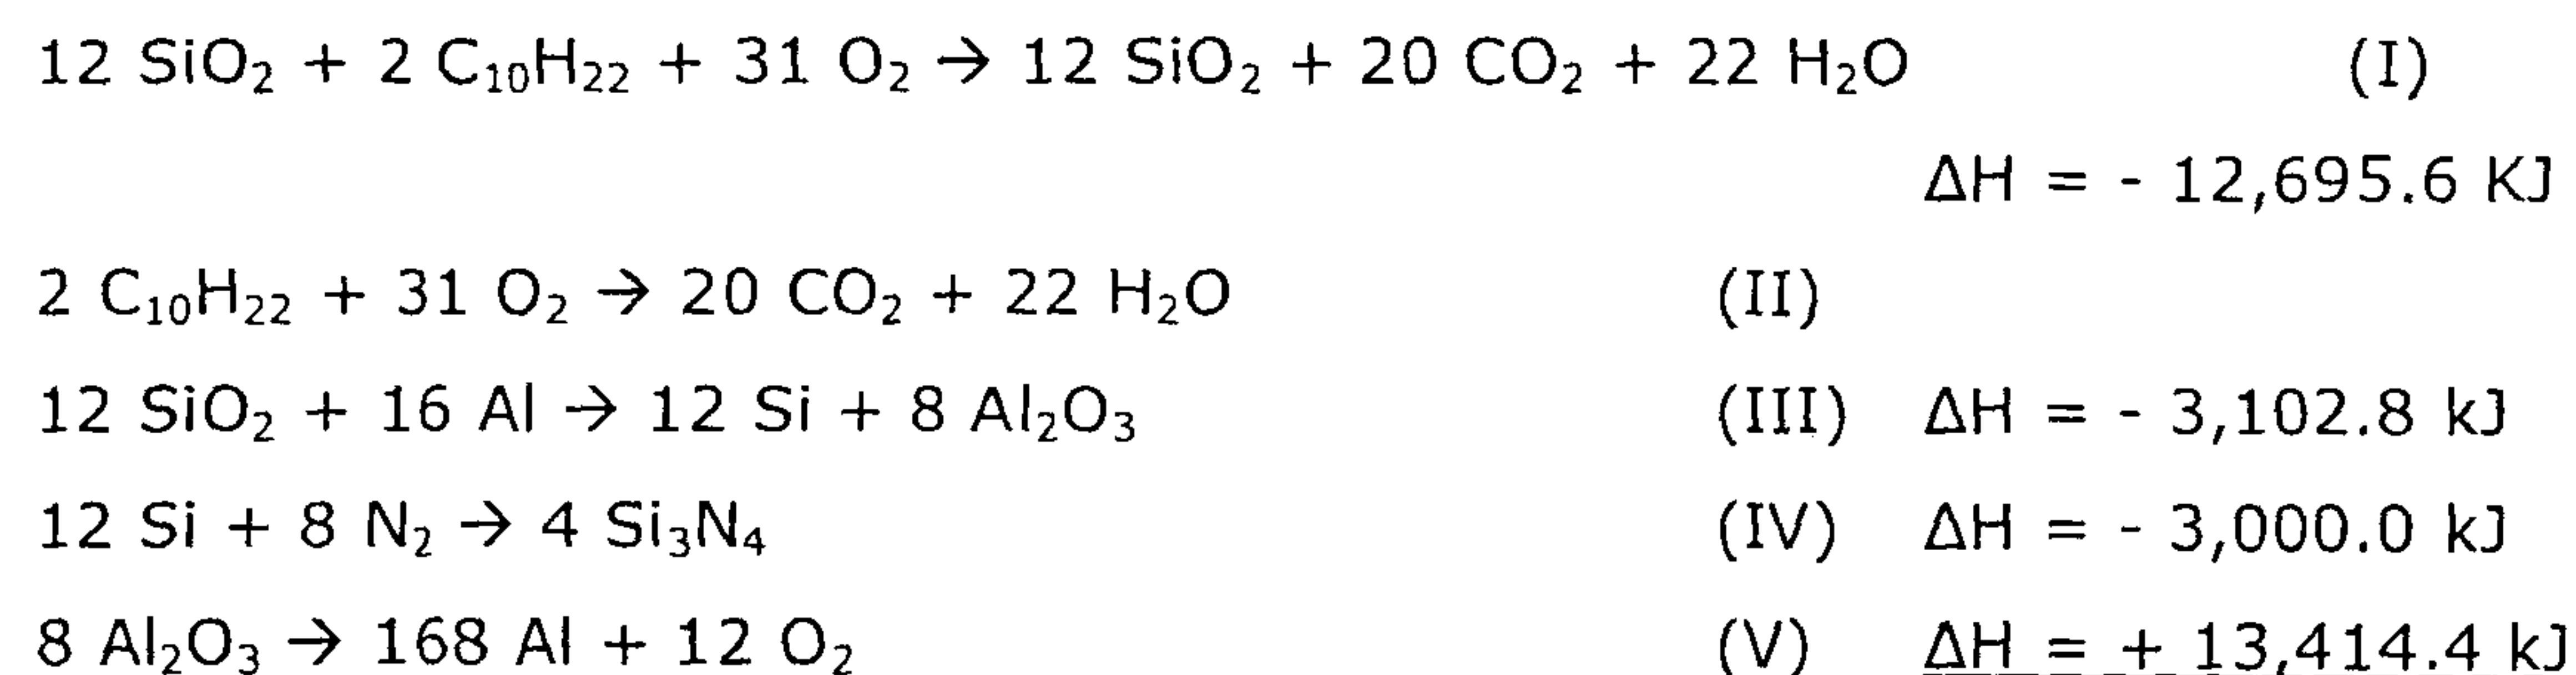 12 SiO₂ + 2 C₁₀H₂₂ + 31 O₂ → 12 SiO₂ + 20 CO₂ + 22 H₂O (I)
ΔH = - 12,695.6 KJ
2 C₁₀H₂₂ + 31 O₂ → 20 CO₂ + 22 H₂O (II)
12 SiO₂ + 16 Al → 12 Si + 8 Al₂O₃ (III) ΔH = - 3,102.8 kJ
12 Si + 8 N₂ → 4 Si₃N₄ (IV) ΔH = - 3,000.0 kJ
8 Al₂O₃ → 168 Al + 12 O₂ (V) ΔH = + 13,414.4 kJ